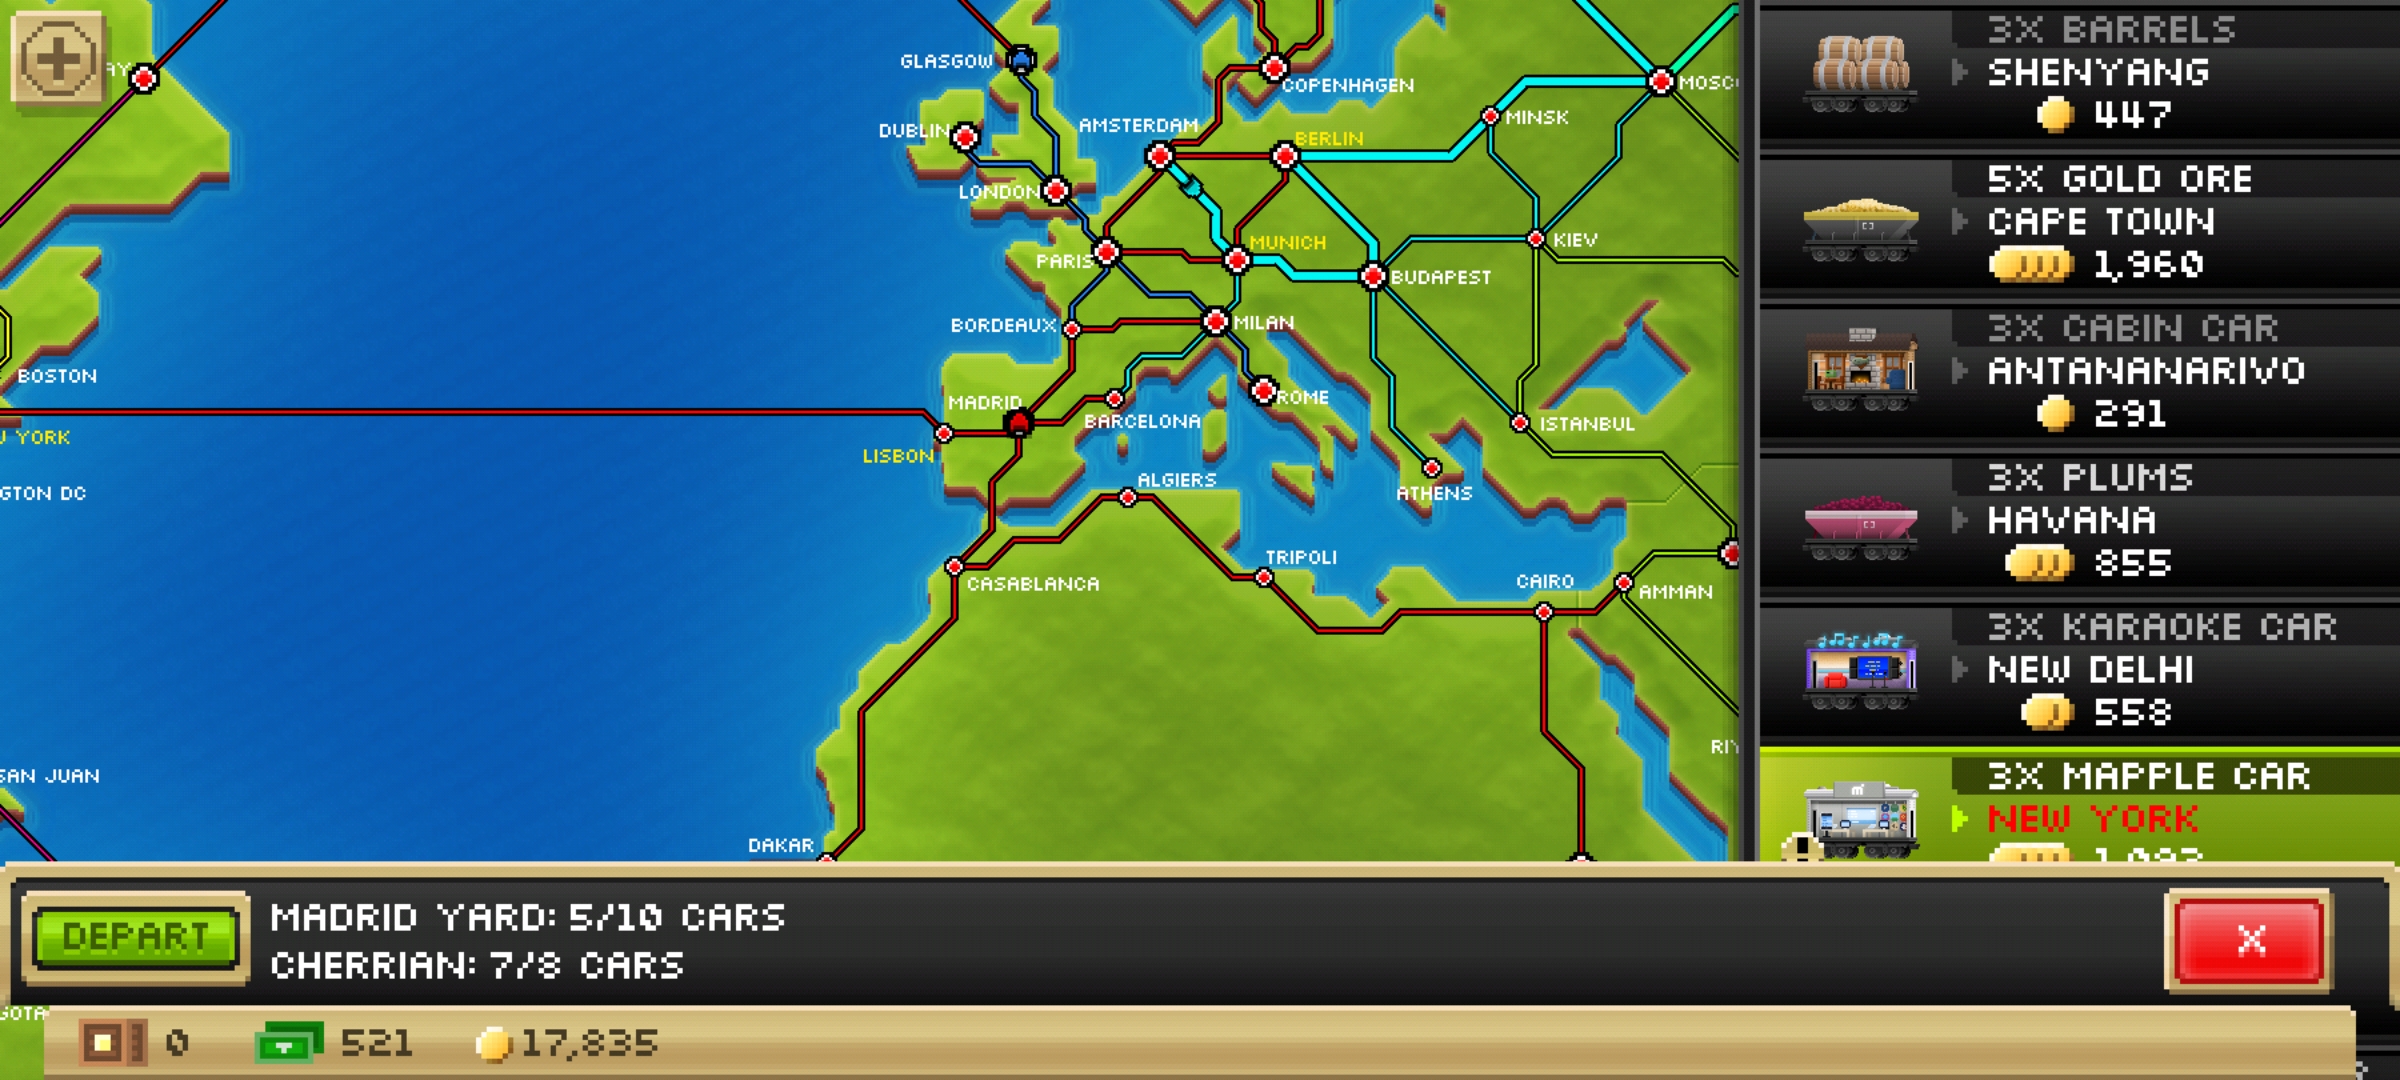 GLASGOW
COPENHAGEN
DUBLIN
AMSTERDAM
BERLIN
MINSK
LONDON
PARIS
MUNICH
BUDAPEST
KIEV
BORDEAUX
MILAN
BOSTON
MADRID
BARCELONA
ROME
ISTANBUL
YORK
LISBON
DC
ALGIERS
ATHENS
TRIPOLI
CASABLANCA
CAIRO
AMMAN
SAN JUAN
DAKAR
3X BARRELS
SHENYANG
447
5X GOLD ORE
CAPE TOWN
1,960
3X CABIN CAR
ANTANANARIVO
291
3X PLUMS
HAVANA
855
3X KARAOKE CAR
NEW DELHI
558
3X MAPPLE CAR
NEW YORK
DEPART
MADRID YARD: 5/10 CARS
CHERRIAN: 7/8 CARS
X
0
521
17,835